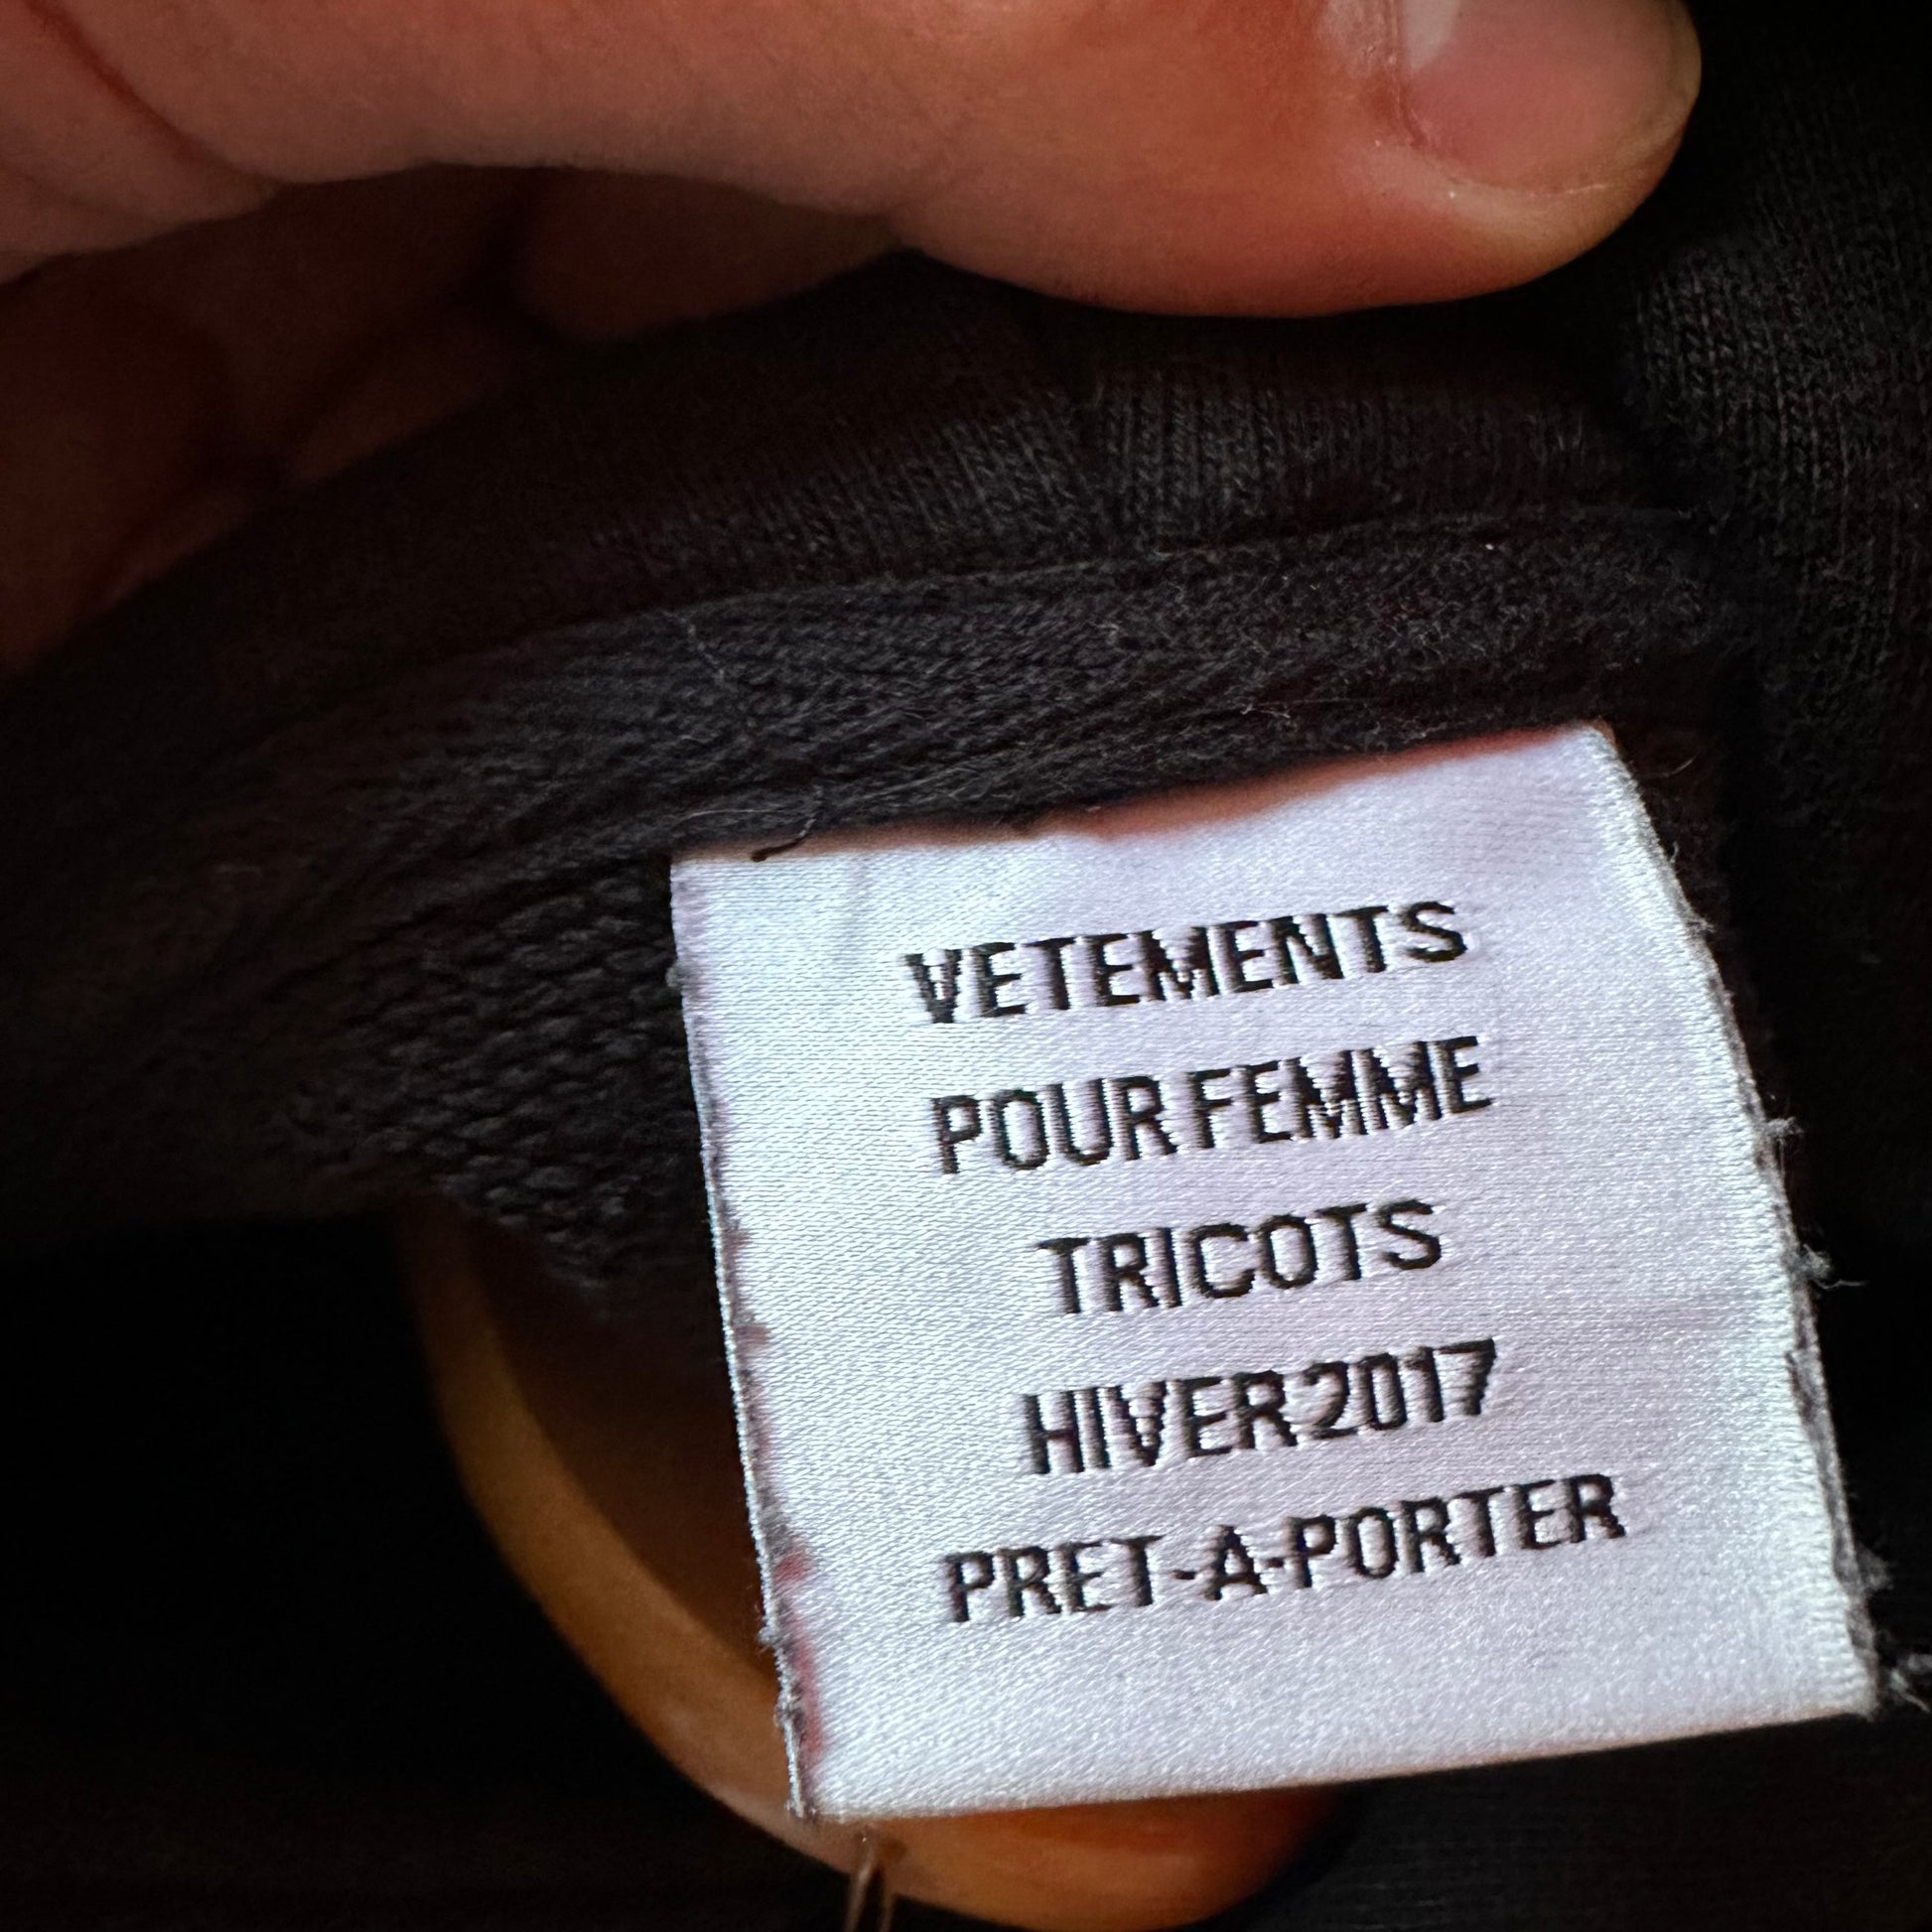 VETEMENTS
POUR FEMME
TRICOTS
HIVER 2017
PRET-A-PORTER